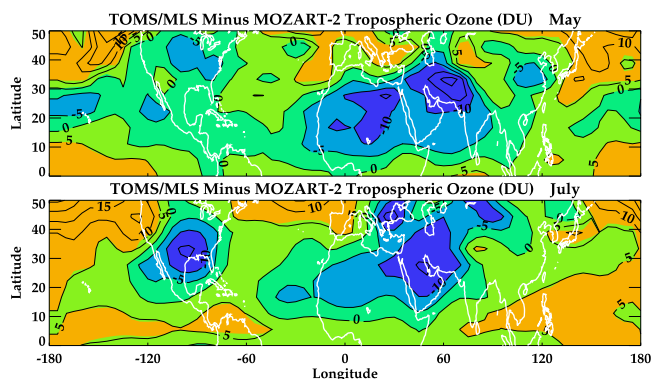 TOMS/MLS Minus MOZART-2 Tropospheric Ozone (DU) May
50
40
30
20
10
0
Latitude
TOMS/MLS Minus MOZART-2 Tropospheric Ozone (DU) July
50
40
30
20
10
0
Latitude
-180 -120 -60 0 60 120 180
Longitude